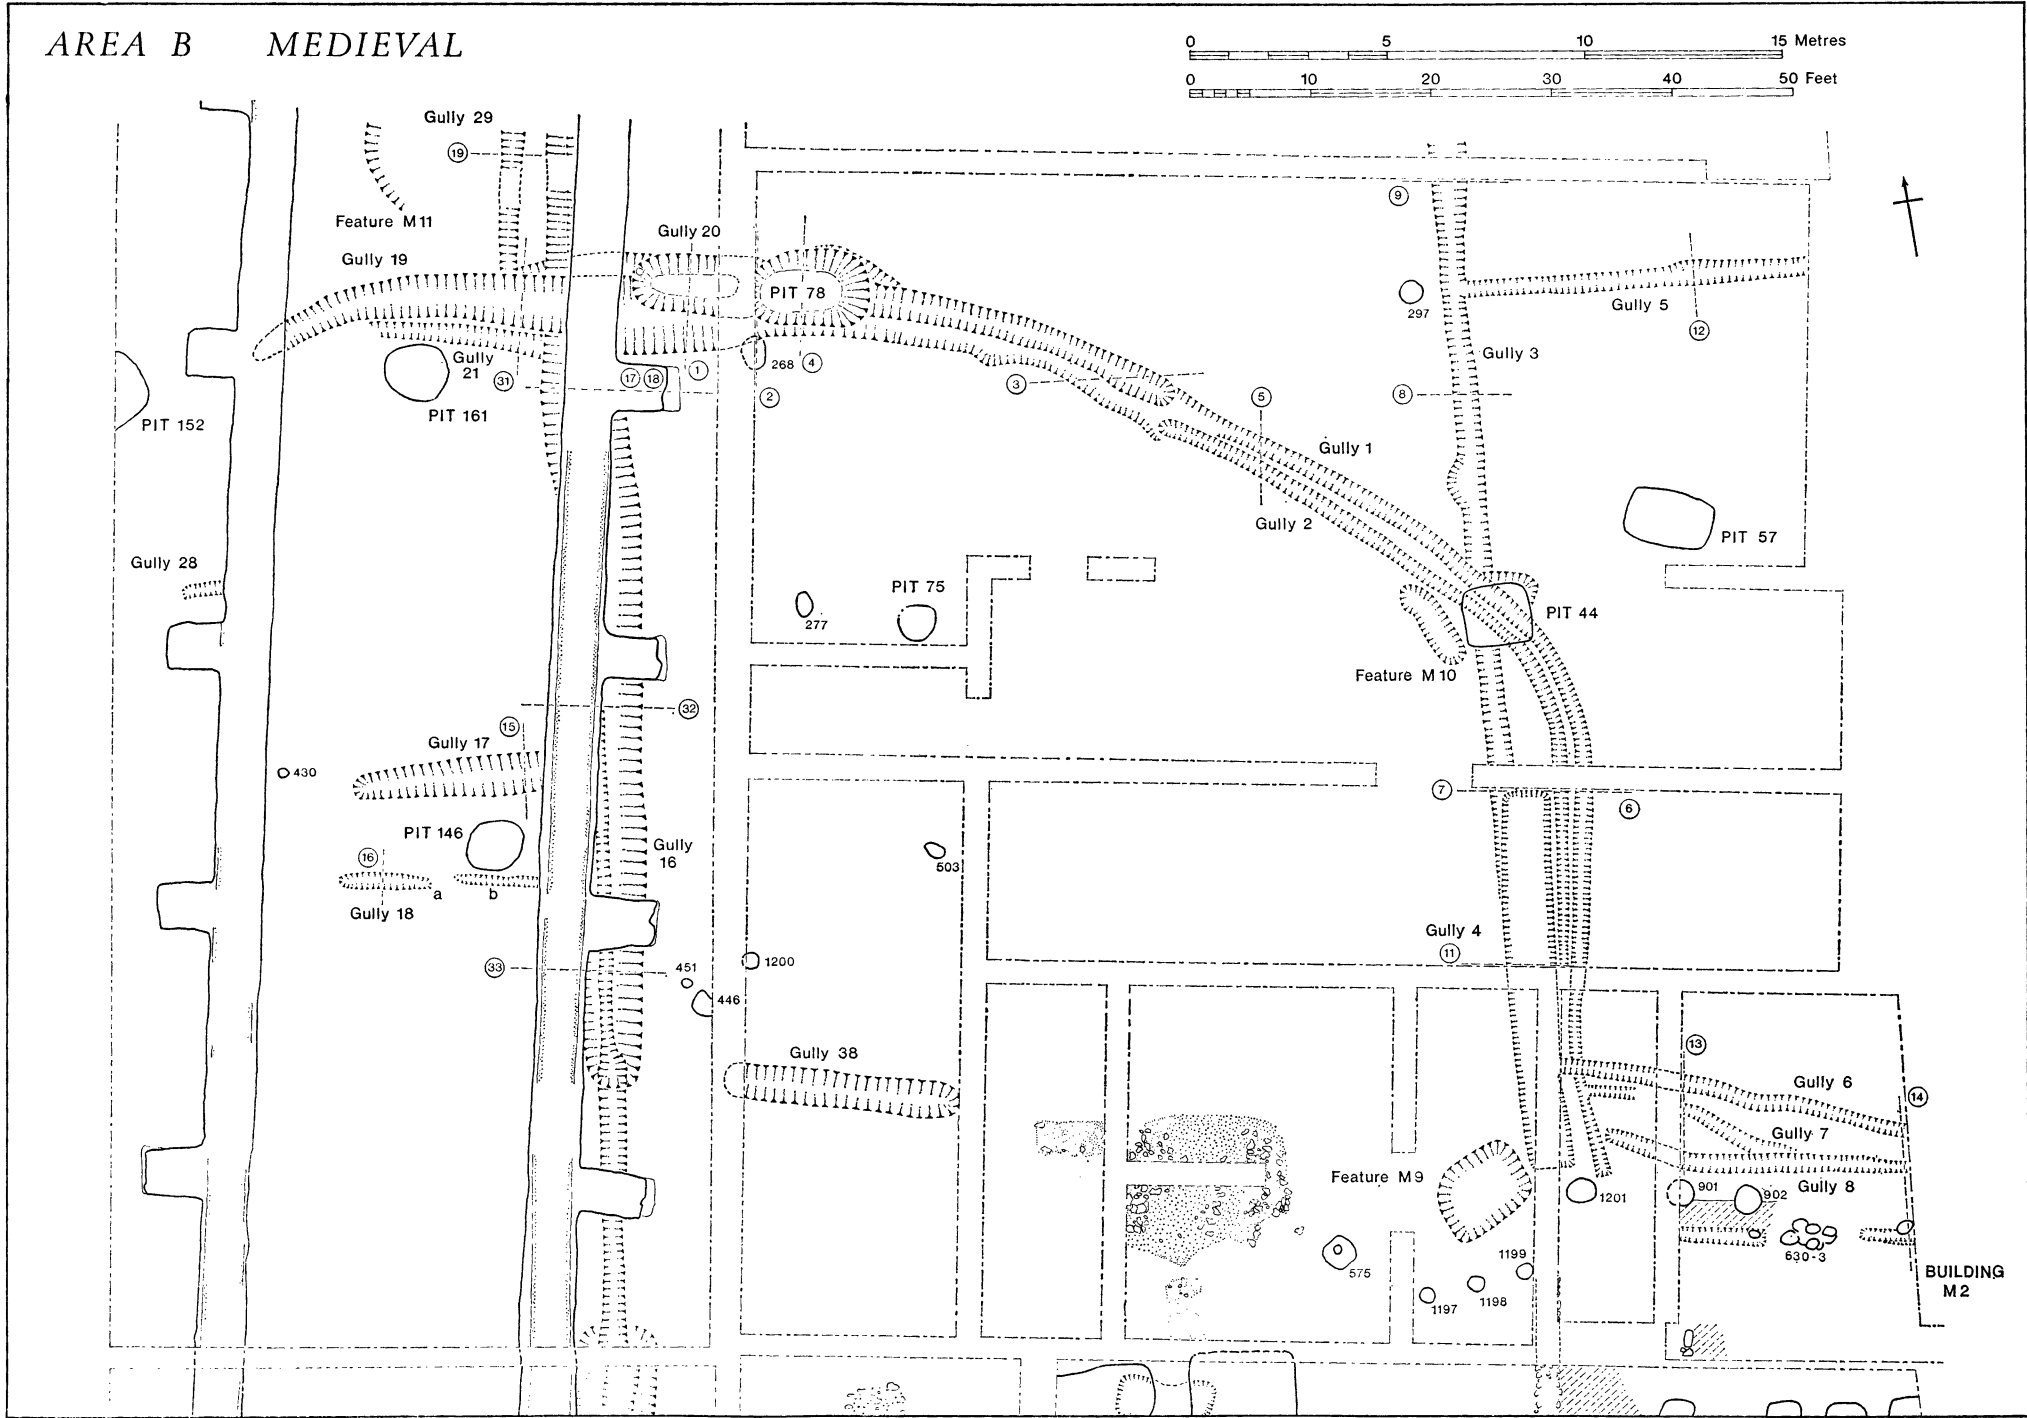 AREA B MEDIEVAL
0 5 10 15 Metres
0 10 20 30 40 50 Feet
Gully 29
19
Feature M11
Gully 19
Gully 20
9
PIT 78
297
Gully 5
12
Gully 21
31
17 18
1
268
4
2
3
5
Gully 3
8
PIT 161
PIT 152
Gully 1
Gully 2
PIT 57
Gully 28
PIT 75
277
PIT 44
Feature M10
32
15
Gully 17
430
7
6
PIT 146
16
Gully 16
503
a
b
Gully 18
Gully 4
11
33
451
446
1200
13
Gully 38
Gully 6
14
Gully 7
Feature M9
Gully 8
901
902
1201
630-3
1199
575
1197
1198
BUILDING
M2